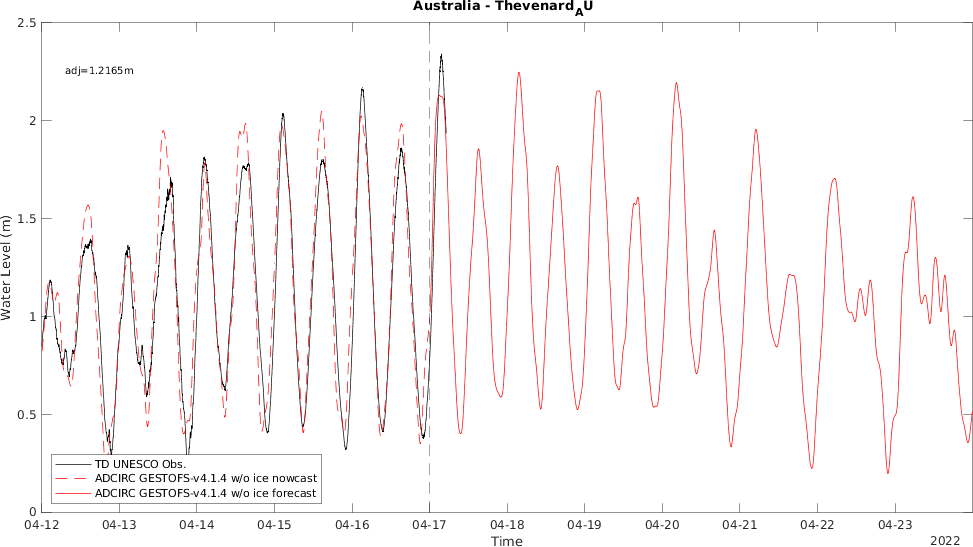 Australia - Thevenard_AU
2.5
adj=1.2165m
2
1.5
Water Level (m)
1
0.5
TD UNESCO Obs.
ADCIRC GESTOFS-v4.1.4 w/o ice nowcast
ADCIRC GESTOFS-v4.1.4 w/o ice forecast
0
04-12 04-13 04-14 04-15 04-16 04-17 04-18 04-19 04-20 04-21 04-22 04-23
Time
2022